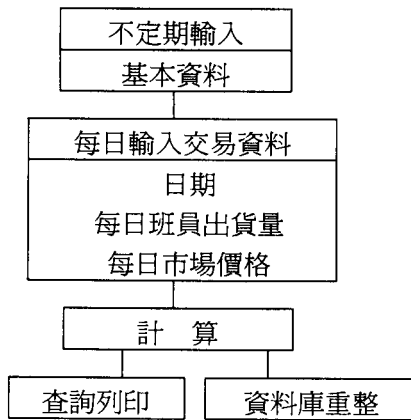 不定期輸入
基本資料
每日輸入交易資料
日期
每日班員出貨量
每日市場價格
計 算
查詢列印
資料庫重整